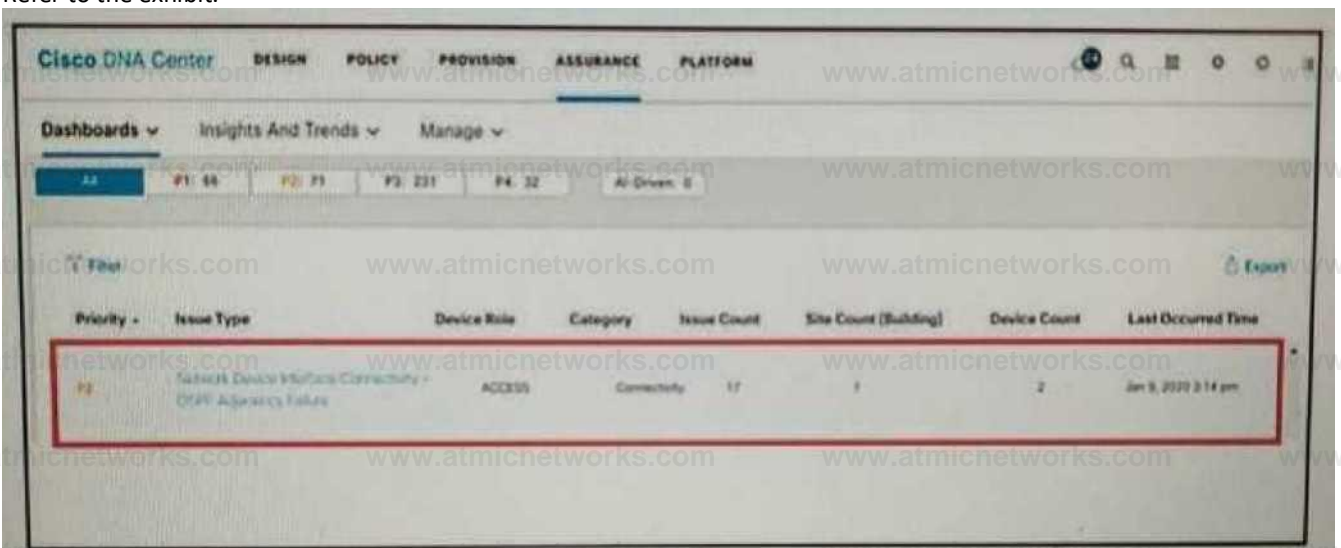 Refer to the exhibit.
Cisco DNA Center DESIGN POLICY PROVISION ASSURANCE PLATFORM
Dashboards Insights And Trends Manage
P1: 66 P2: 71 P3: 231 P4: 32 AI-Driven: 0
Filter Export
Priority Issue Type Device Role Category Issue Count Site Count (Building) Device Count Last Occurred Time
P2 Network Device Interface Connectivity - ACCESS Connectivity 17 1 2 Jan 9, 2020 2:14 pm
OSPF Adjacency Failure
www.atmicnetworks.com